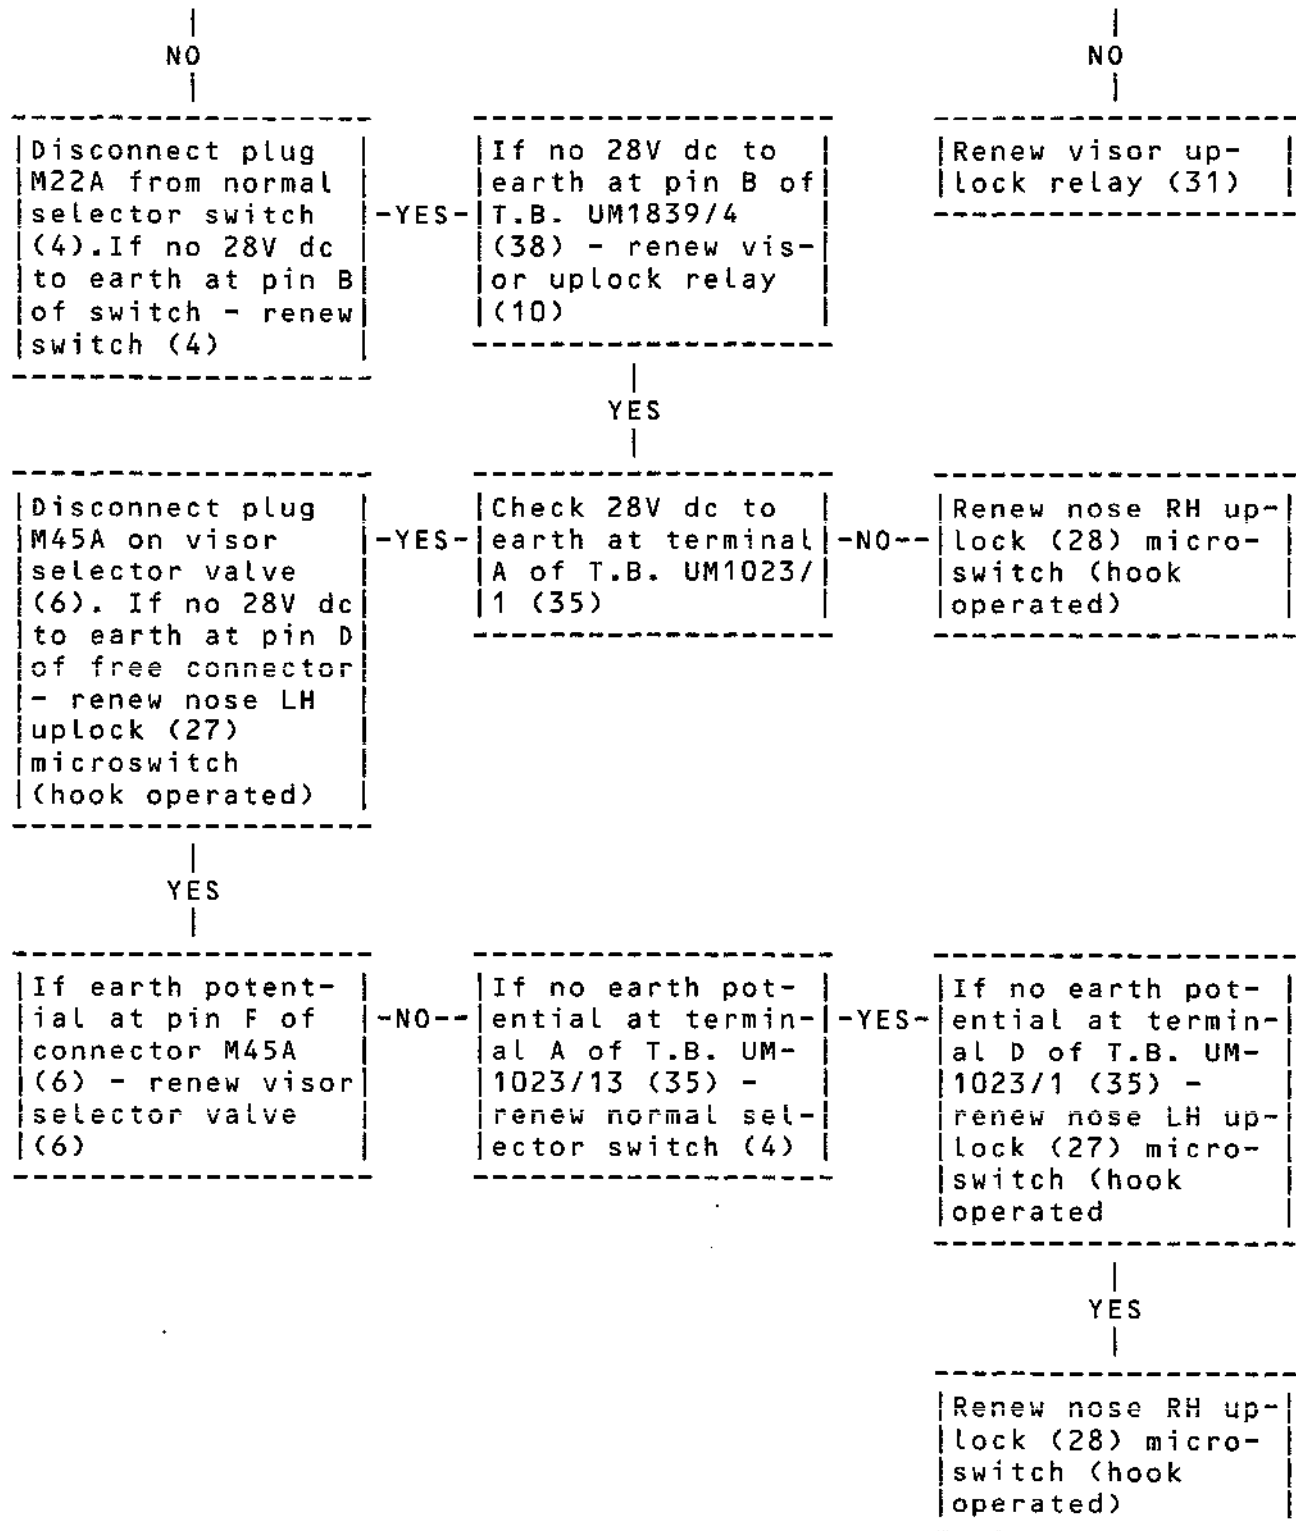 NO
NO
Disconnect plug
M22A from normal
selector switch
(4).If no 28V dc
to earth at pin B
of switch - renew
switch (4)
-YES-
If no 28V dc to
earth at pin B of
T.B. UM1839/4
(38) - renew vis-
or uplock relay
(10)
Renew visor up-
lock relay (31)
YES
Disconnect plug
M45A on visor
selector valve
(6). If no 28V dc
to earth at pin D
of free connector
- renew nose LH
uplock (27)
microswitch
(hook operated)
-YES-
Check 28V dc to
earth at terminal
A of T.B. UM1023/
1 (35)
-NO--
Renew nose RH up-
lock (28) micro-
switch (hook
operated)
YES
If earth potent-
ial at pin F of
connector M45A
(6) - renew visor
selector valve
(6)
-NO--
If no earth pot-
ential at termin-
al A of T.B. UM-
1023/13 (35) -
renew normal sel-
ector switch (4)
-YES-
If no earth pot-
ential at termin-
al D of T.B. UM-
1023/1 (35) -
renew nose LH up-
lock (27) micro-
switch (hook
operated
YES
Renew nose RH up-
lock (28) micro-
switch (hook
operated)